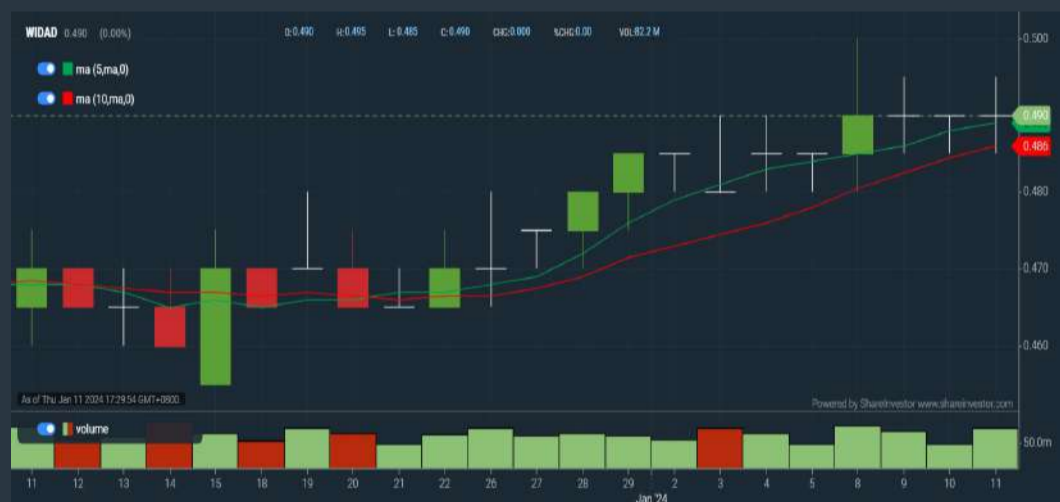 WIDAD 0.490 (0.00%) O:0.490 H:0.495 L:0.485 C:0.490 CHG:0.000 %CHG:0.00 VOL:82.2 M
ma (5,ma,0)
ma (10,ma,0)
0.500
0.490
0.486
0.480
0.470
0.460
As of Thu Jan 11 2024 17:29:54 GMT+0800
Powered by ShareInvestor www.shareinvestor.com
volume
50.0m
11 12 13 14 15 18 19 20 21 22 26 27 28 29 2 3 4 5 8 9 10 11
Jan '24